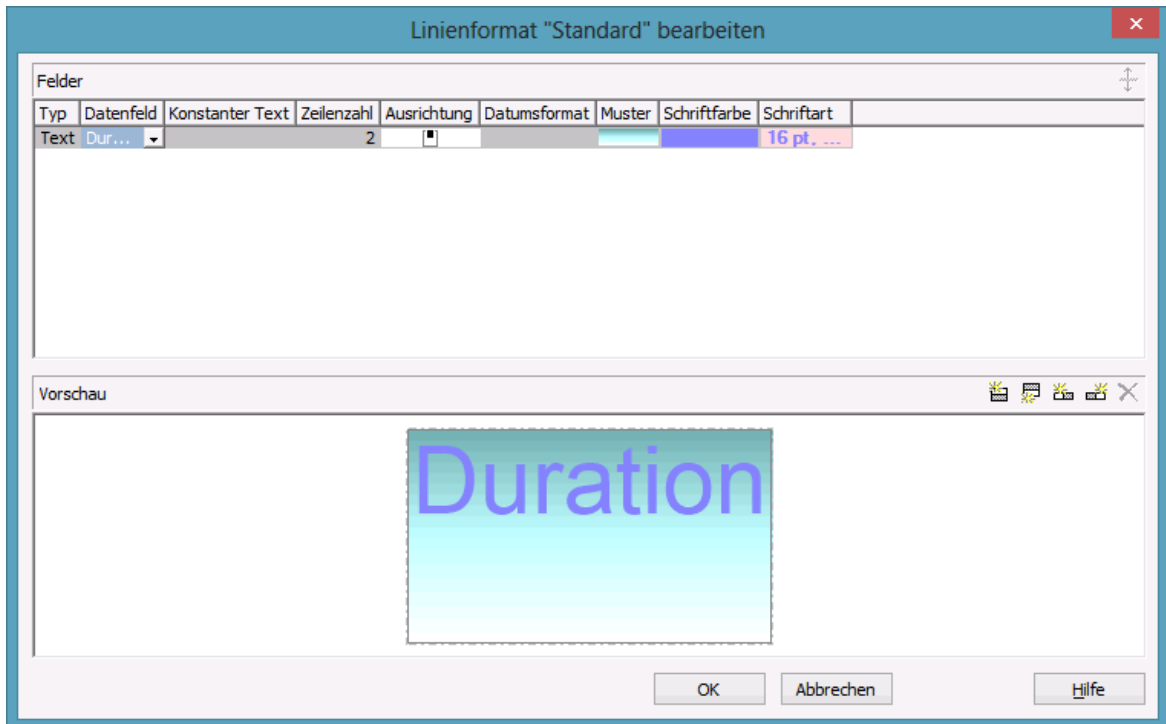 Linienformat "Standard" bearbeiten
Felder
Typ Datenfeld Konstanter Text Zeilenzahl Ausrichtung Datumsformat Muster Schriftfarbe Schriftart
Text Dur... 2 16 pt, ...
Vorschau
Duration
OK Abbrechen Hilfe